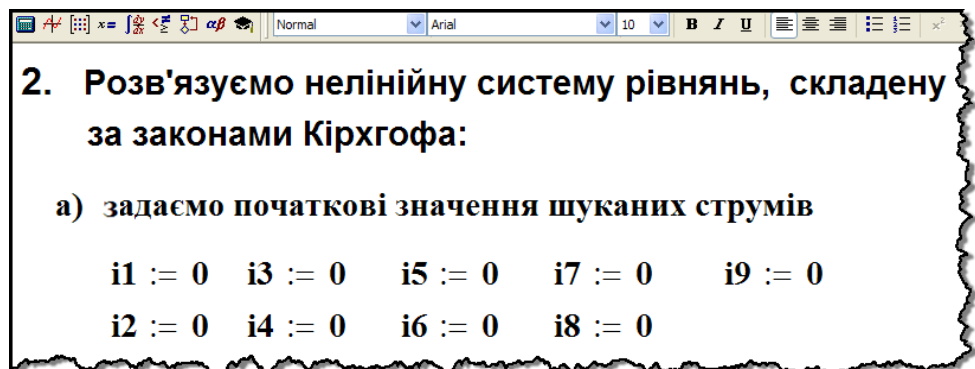 Normal Arial 10 B I U
2. Розв'язуємо нелінійну систему рівнянь, складену
за законами Кірхгофа:
а) задаємо початкові значення шуканих струмів
i1 := 0 i3 := 0 i5 := 0 i7 := 0 i9 := 0
i2 := 0 i4 := 0 i6 := 0 i8 := 0